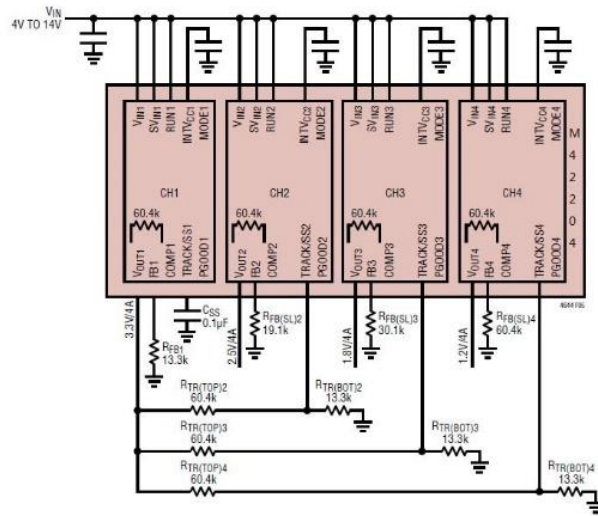 VIN
4V TO 14V
VIN1 SVIN1 RUN1 INTVCC1 MODE1
VIN2 SVIN2 RUN2 INTVCC2 MODE2
VIN3 SVIN3 RUN3 INTVCC3 MODE3
VIN4 SVIN4 RUN4 INTVCC4 MODE4
M42204
CH1
CH2
CH3
CH4
60.4k
60.4k
60.4k
60.4k
VOUT1 FB1 COMP1 TRACK/SS1 PGOOD1
VOUT2 FB2 COMP2 TRACK/SS2 PGOOD2
VOUT3 FB3 COMP3 TRACK/SS3 PGOOD3
VOUT4 FB4 COMP4 TRACK/SS4 PGOOD4
4644 F06
3.3V/4A
CSS
0.1µF
2.5V/4A
RFB(SL)2
19.1k
1.8V/4A
RFB(SL)3
30.1k
1.2V/4A
RFB(SL)4
60.4k
RFB1
13.3k
RTR(TOP)2
60.4k
RTR(BOT)2
13.3k
RTR(TOP)3
60.4k
RTR(BOT)3
13.3k
RTR(TOP)4
60.4k
RTR(BOT)4
13.3k